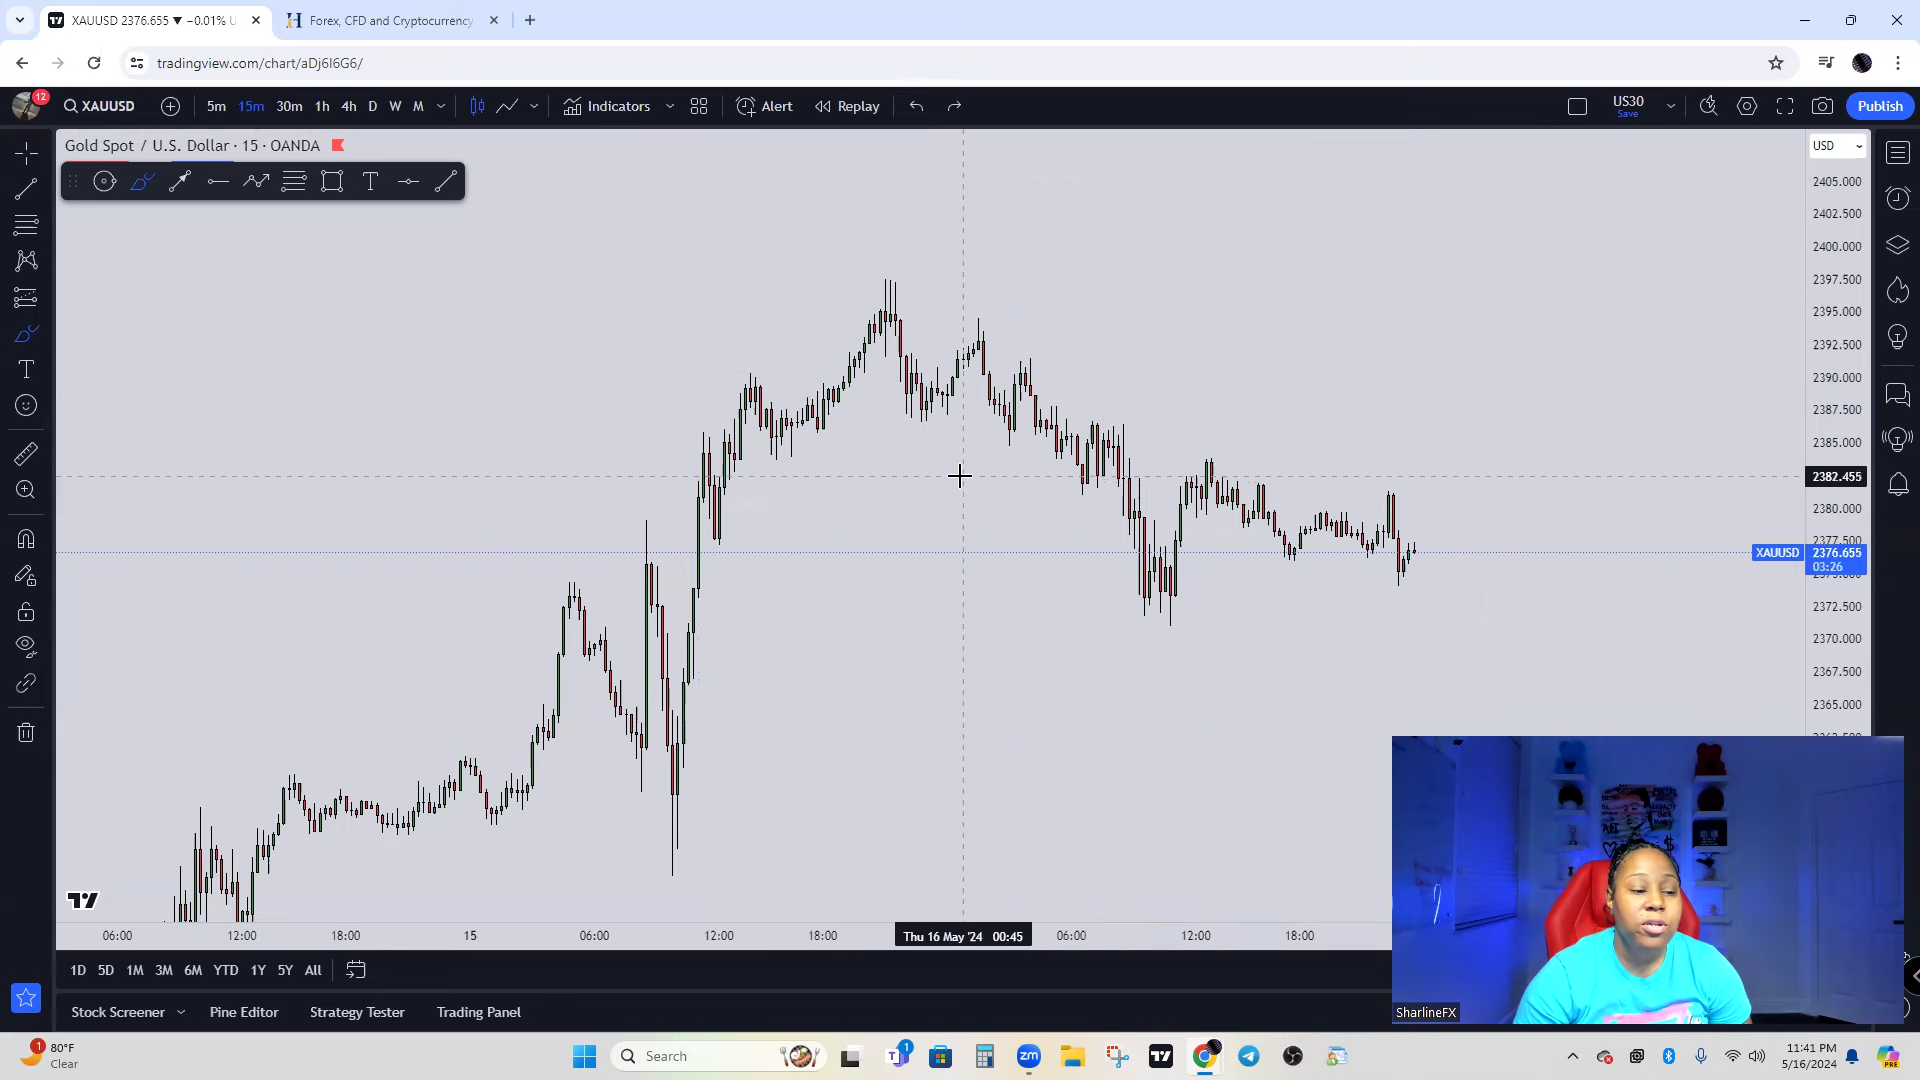 XAUUSD 2376.655 ▼ −0.01% U
Forex, CFD and Cryptocurrency
tradingview.com/chart/aDj6I6G6/
12
XAUUSD
5m 15m 30m 1h 4h D W M
Indicators
Alert
Replay
US30
Save
Publish
Gold Spot / U.S. Dollar · 15 · OANDA
USD
2405.000
2402.500
2400.000
2397.500
2395.000
2392.500
2390.000
2387.500
2385.000
2382.455
2380.000
2377.500
XAUUSD 2376.655
03:26
2372.500
2370.000
2367.500
2365.000
06:00 12:00 18:00 15 06:00 12:00 18:00 Thu 16 May '24 00:45 06:00 12:00 18:00
1D 5D 1M 3M 6M YTD 1Y 5Y All
Stock Screener Pine Editor Strategy Tester Trading Panel
SharlineFX
1
80°F
Clear
Search
1
zm
11:41 PM
5/16/2024
PRE